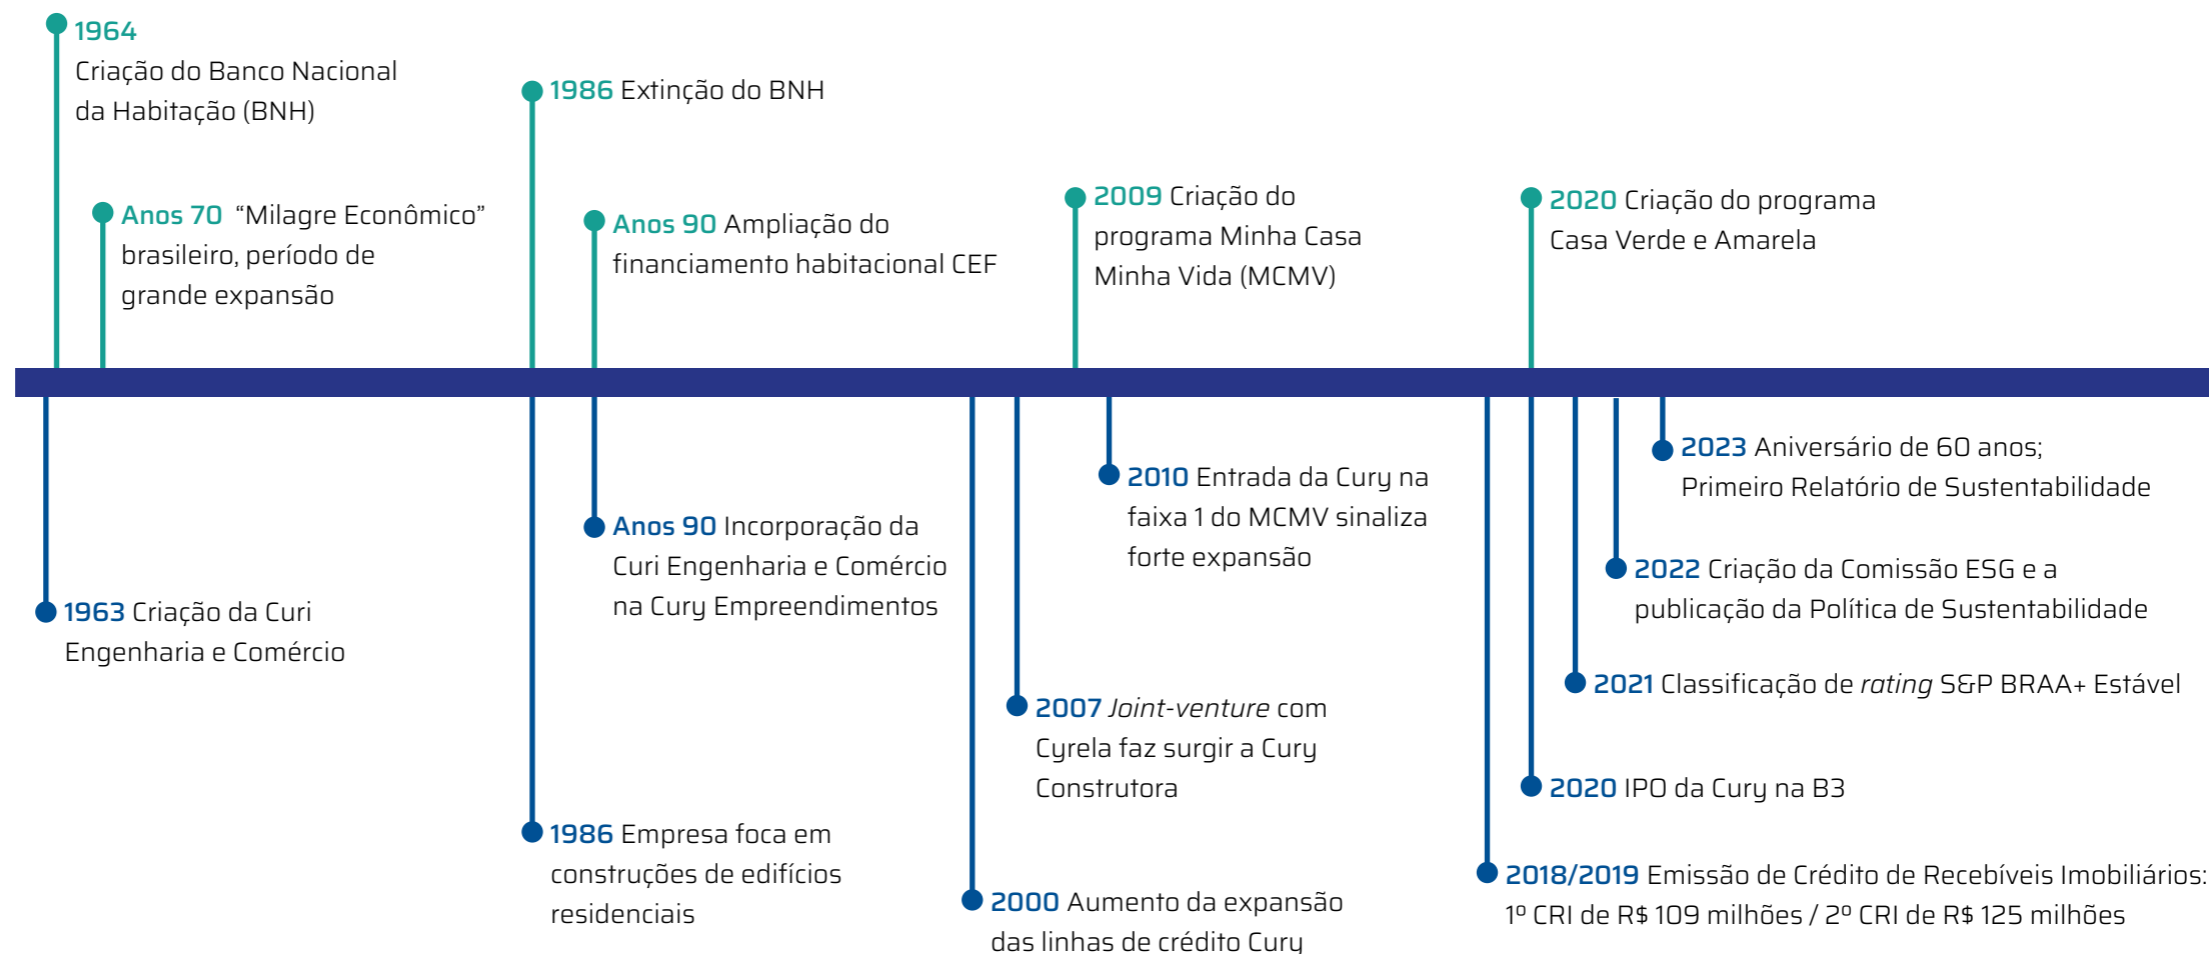 1964
Criação do Banco Nacional
da Habitação (BNH)
Anos 70 “Milagre Econômico”
brasileiro, período de
grande expansão
1986 Extinção do BNH
Anos 90 Ampliação do
financiamento habitacional CEF
2009 Criação do
programa Minha Casa
Minha Vida (MCMV)
2020 Criação do programa
Casa Verde e Amarela
1963 Criação da Curi
Engenharia e Comércio
1986 Empresa foca em
construções de edifícios
residenciais
Anos 90 Incorporação da
Curi Engenharia e Comércio
na Cury Empreendimentos
2000 Aumento da expansão
das linhas de crédito Cury
2007 Joint-venture com
Cyrela faz surgir a Cury
Construtora
2010 Entrada da Cury na
faixa 1 do MCMV sinaliza
forte expansão
2018/2019 Emissão de Crédito de Recebíveis Imobiliários:
1º CRI de R$ 109 milhões / 2º CRI de R$ 125 milhões
2020 IPO da Cury na B3
2021 Classificação de rating S&P BRAA+ Estável
2022 Criação da Comissão ESG e a
publicação da Política de Sustentabilidade
2023 Aniversário de 60 anos;
Primeiro Relatório de Sustentabilidade